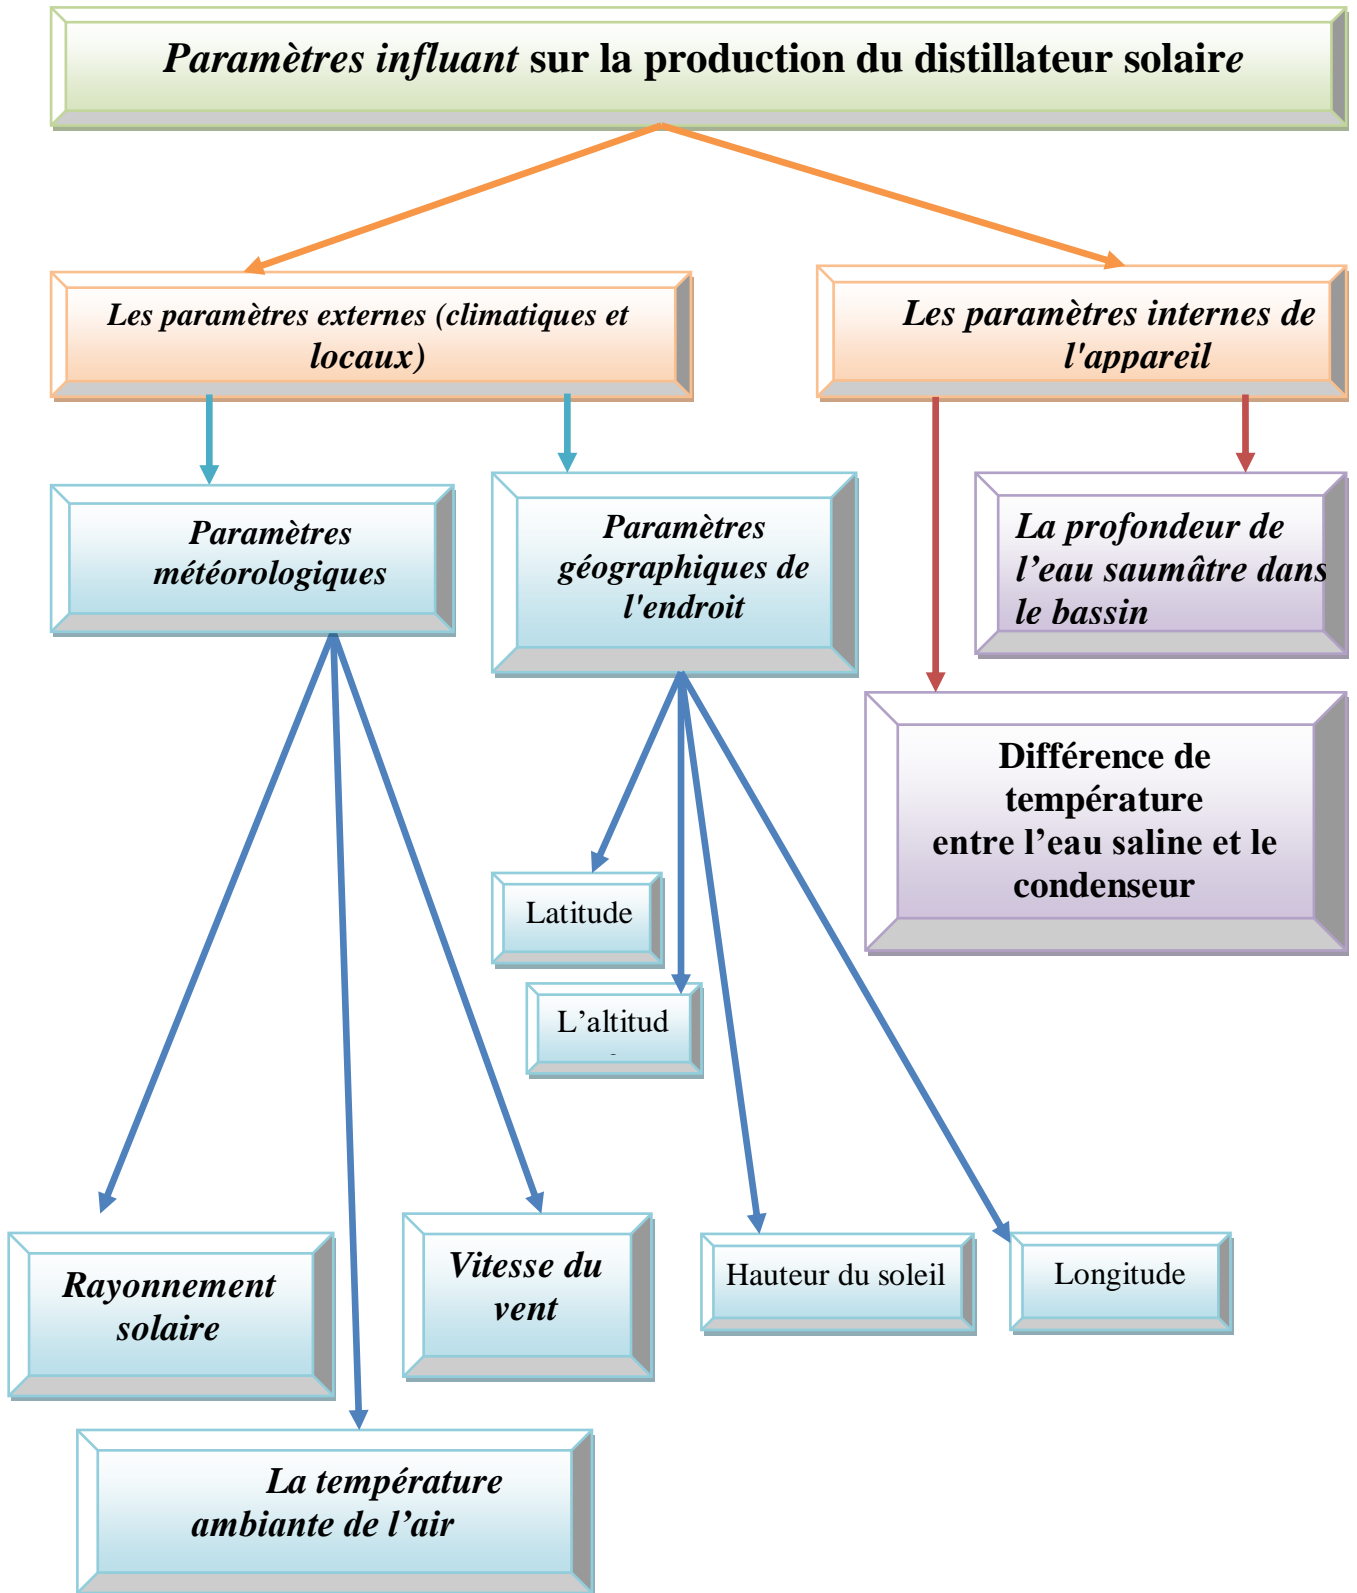 Paramètres influant sur la production du distillateur solaire
Les paramètres externes (climatiques et
locaux)
Les paramètres internes de
l'appareil
Paramètres
météorologiques
Paramètres
géographiques de
l'endroit
La profondeur de
l’eau saumâtre dans
le bassin
Différence de
température
entre l’eau saline et le
condenseur
Latitude
L’altitud
Rayonnement
solaire
Vitesse du
vent
Hauteur du soleil
Longitude
La température
ambiante de l’air